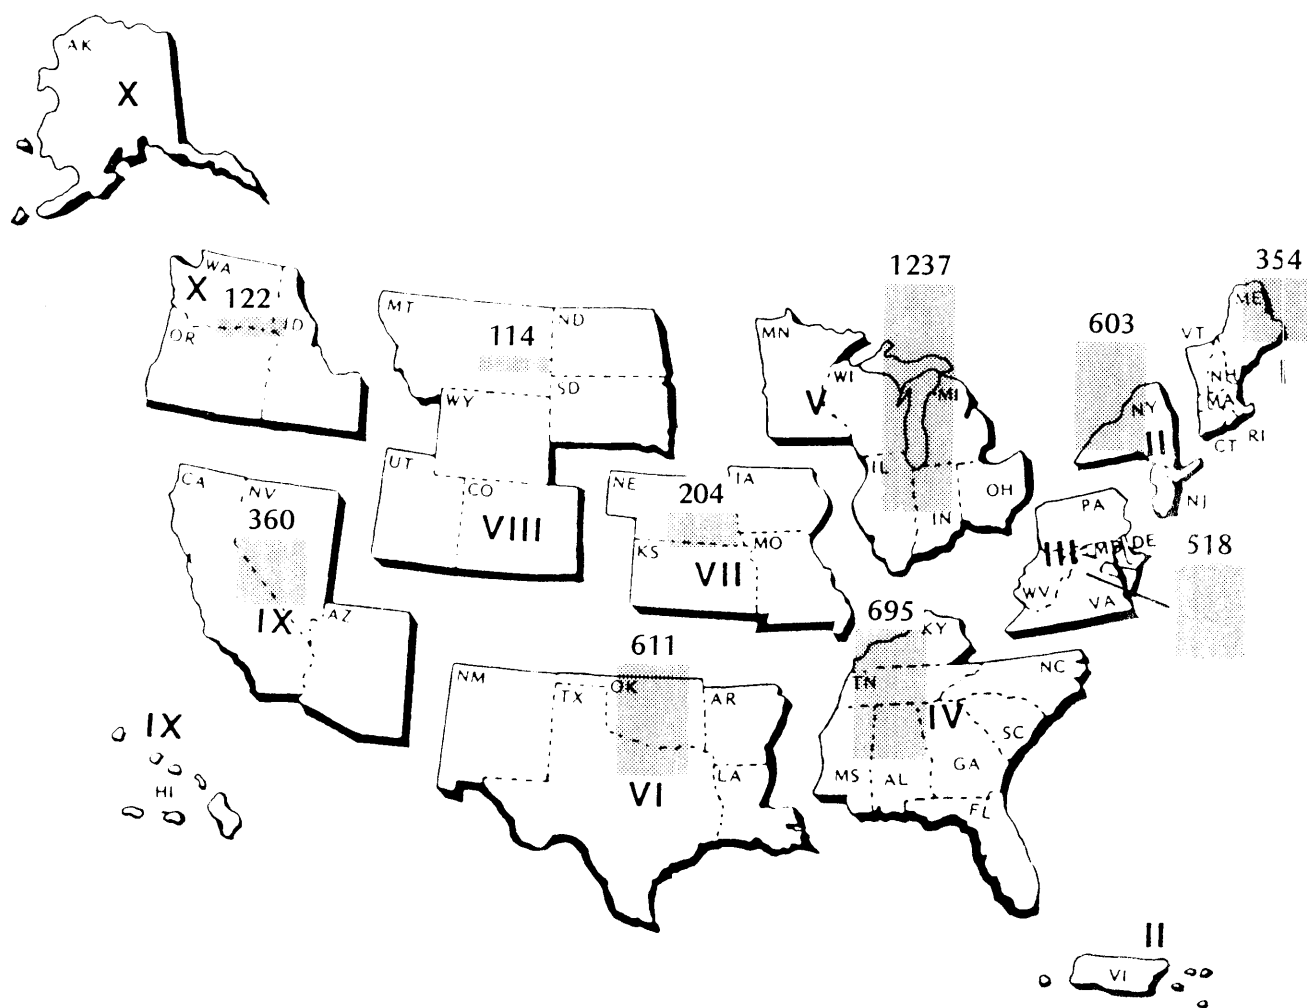 AK
X
1237
354
WA
X
122
ID
OR
MT
ND
114
SD
WY
UT
CO
VIII
MN
WI
V
MI
IL
IN
OH
603
NY
II
NJ
ME
VT
NH
MA
CT
RI
I
CA
NV
360
IX
AZ
NE
IA
204
KS
MO
VII
PA
III
MD
DE
518
WV
VA
695
KY
TN
NC
IV
SC
MS
AL
GA
FL
611
NM
TX
OK
AR
LA
VI
IX
HI
II
VI